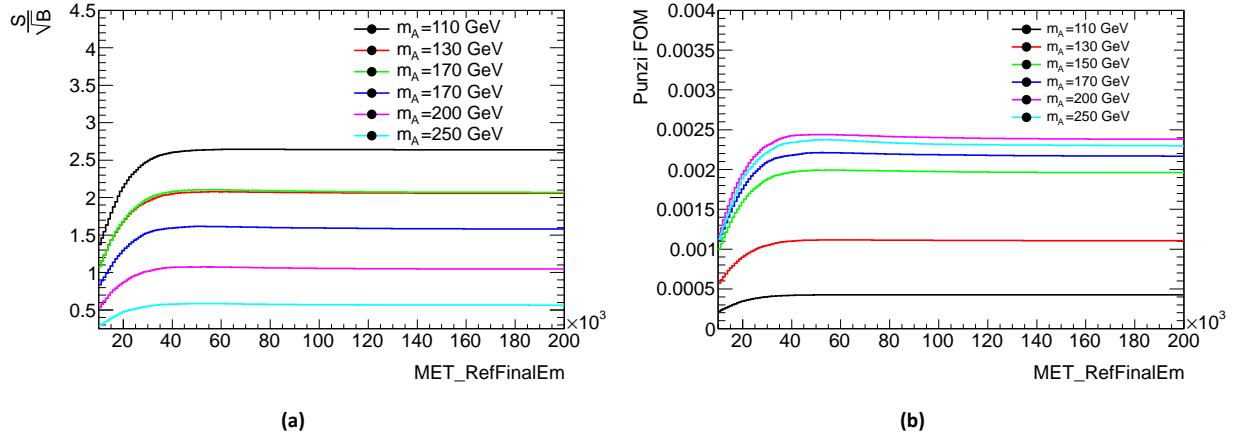 S/√B
4.5
4
3.5
3
2.5
2
1.5
1
0.5
m_A=110 GeV
m_A=130 GeV
m_A=170 GeV
m_A=170 GeV
m_A=200 GeV
m_A=250 GeV
20 40 60 80 100 120 140 160 180 200
×10³
MET_RefFinalEm
(a)
Punzi FOM
0.004
0.0035
0.003
0.0025
0.002
0.0015
0.001
0.0005
0
m_A=110 GeV
m_A=130 GeV
m_A=150 GeV
m_A=170 GeV
m_A=200 GeV
m_A=250 GeV
20 40 60 80 100 120 140 160 180 200
×10³
MET_RefFinalEm
(b)